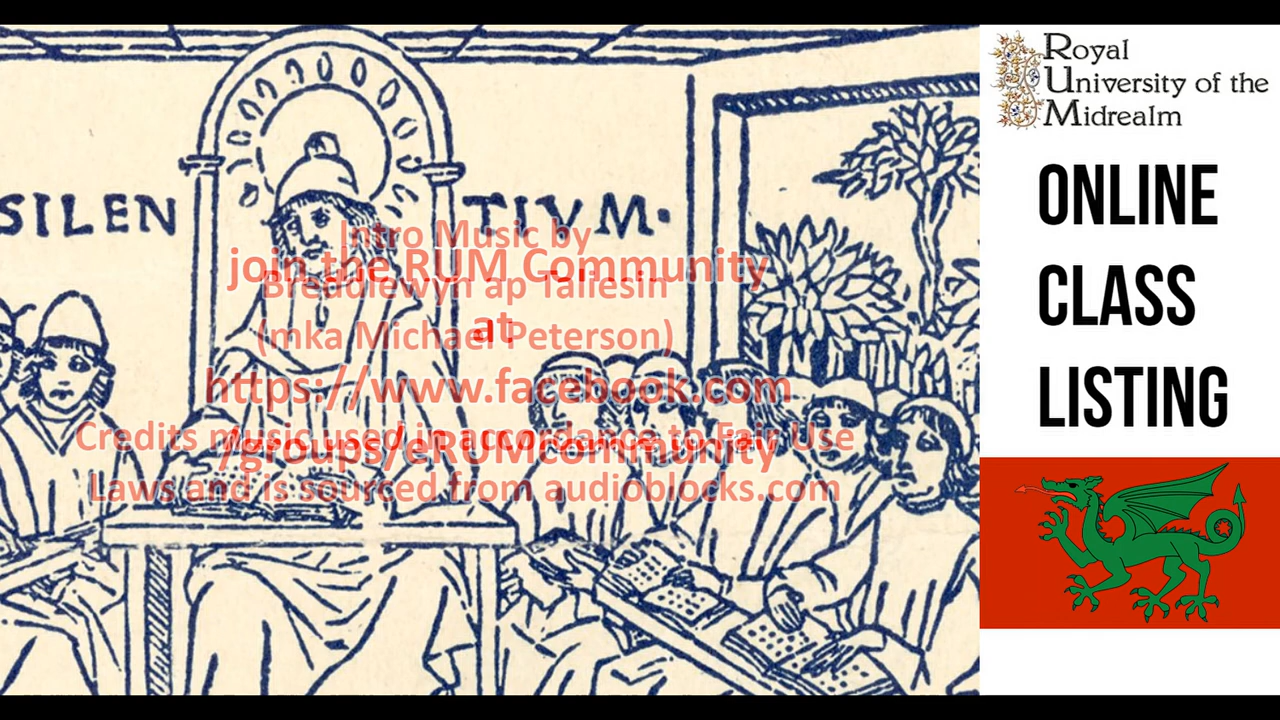 SILEN TIVM.
Intro Music by
Breddlewyn ap Taliesin
(mka Michael Peterson)
Credits music used in accordance to Fair Use
Laws and is sourced from audioblocks.com
join the RUM Community
at
https://www.facebook.com
/groups/eRUMcommunity
Royal
University of the
Midrealm
ONLINE
CLASS
LISTING